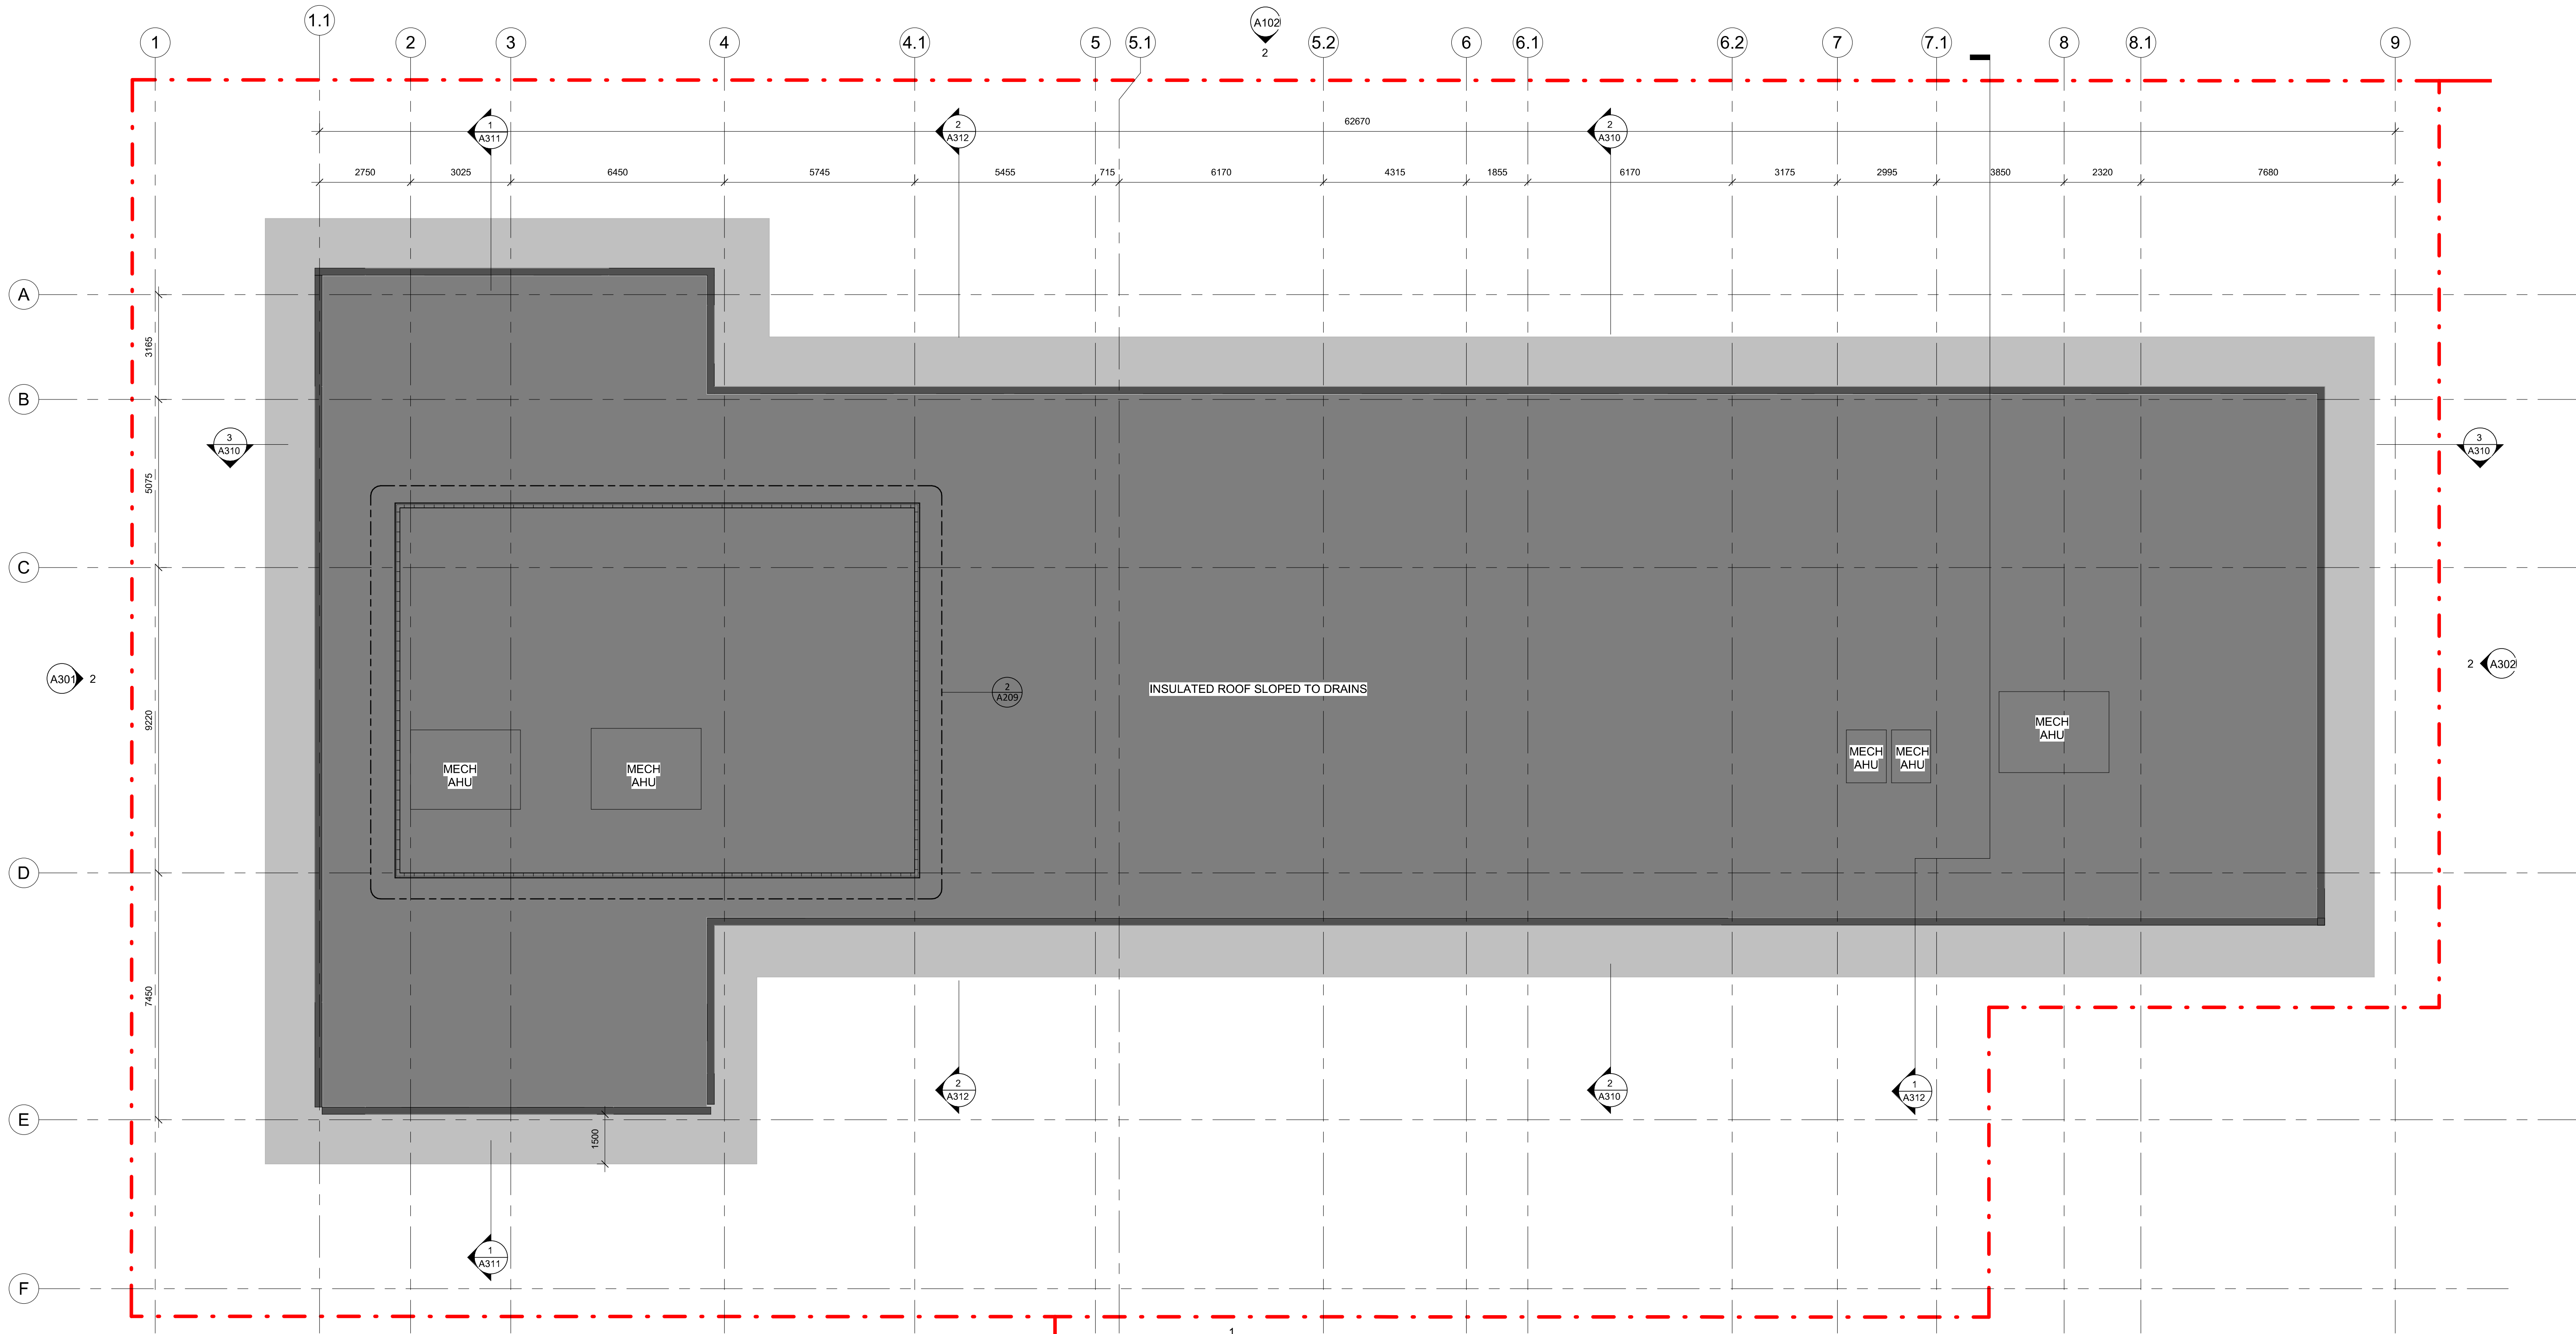 1.1
1
2
3
4
4.1
5
5.1
A102
2
5.2
6
6.1
6.2
7
7.1
8
8.1
9
62670
1
A311
2
A312
2
A310
2750
3025
6450
5745
5455
715
6170
4315
1855
6170
3175
2995
3850
2320
7680
A
3165
B
3
A310
3
A310
5075
C
A301
2
2
A302
9220
2
A209
INSULATED ROOF SLOPED TO DRAINS
MECH
AHU
MECH
AHU
MECH
AHU
MECH
AHU
MECH
AHU
D
7450
2
A312
2
A310
1
A312
E
1500
1
A311
F
1